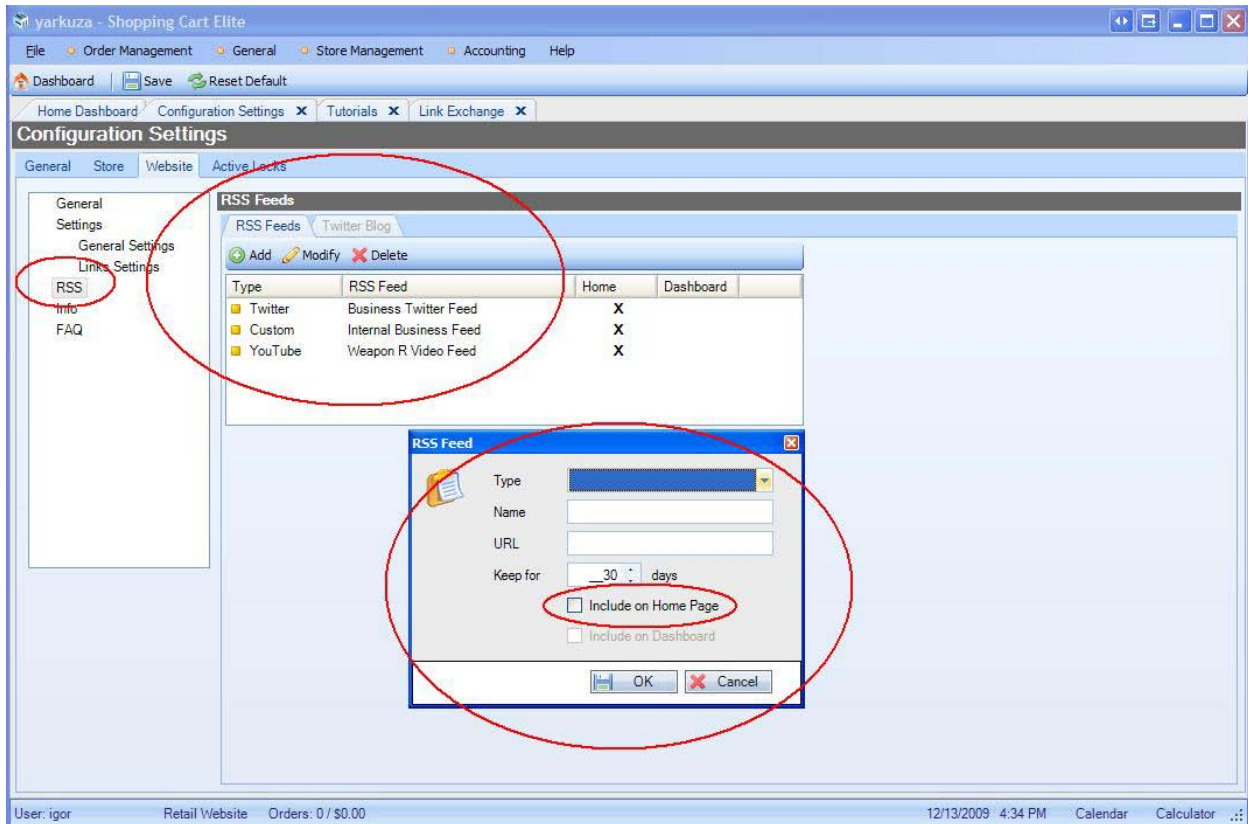 yarkuza - Shopping Cart Elite
File Order Management General Store Management Accounting Help
Dashboard Save Reset Default
Home Dashboard Configuration Settings X Tutorials X Link Exchange X
Configuration Settings
General Store Website Active Locks
General
Settings
General Settings
Links Settings
RSS
Info
FAQ
RSS Feeds
RSS Feeds Twitter Blog
Add Modify Delete
Type RSS Feed Home Dashboard
Twitter Business Twitter Feed X
Custom Internal Business Feed X
YouTube Weapon R Video Feed X
RSS Feed
Type
Name
URL
Keep for __30 days
Include on Home Page
Include on Dashboard
OK Cancel
User: igor Retail Website Orders: 0 / $0.00 12/13/2009 4:34 PM Calendar Calculator